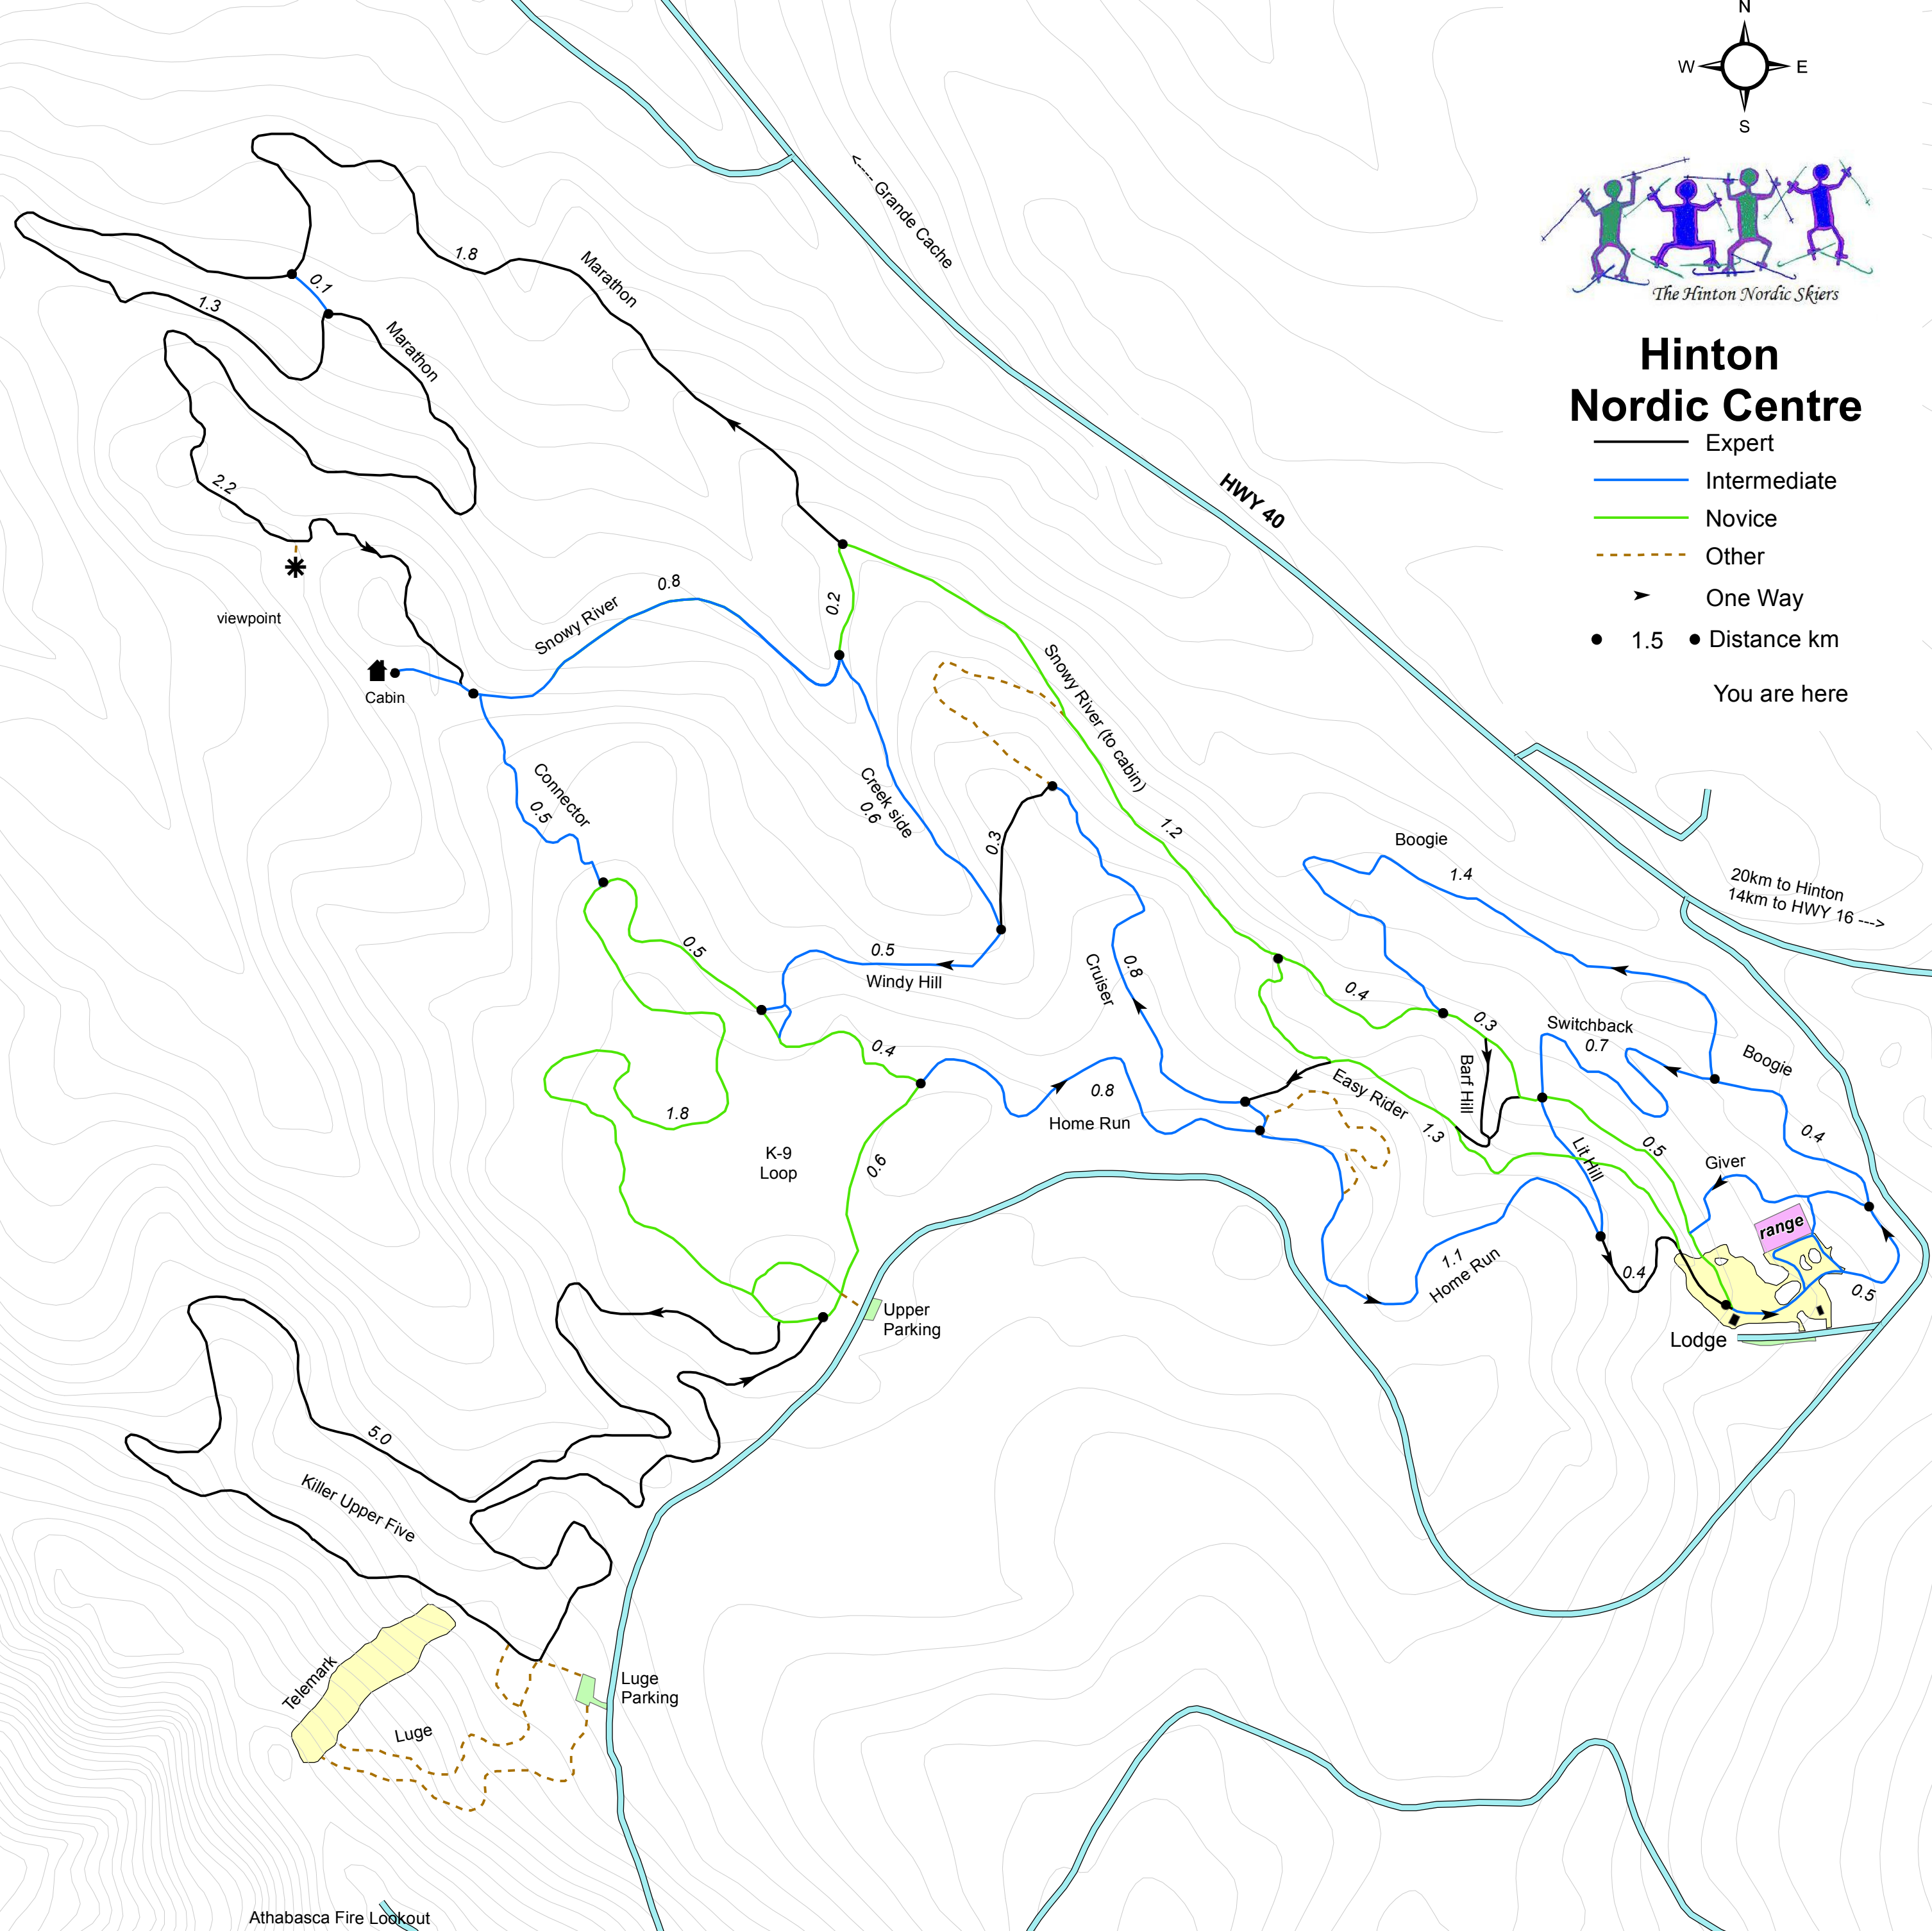 N
W E
S
The Hinton Nordic Skiers
Hinton
Nordic Centre
Expert
Intermediate
Novice
Other
One Way
1.5 Distance km
You are here
<---- Grande Cache
HWY 40
20km to Hinton
14km to HWY 16 --->
Marathon
1.8
0.1
1.3
Marathon
2.2
viewpoint
Cabin
Snowy River
0.8
0.2
Snowy River (to cabin)
1.2
Connector
0.5
Creek side
0.6
0.3
0.5
Windy Hill
0.5
Cruiser
0.8
0.4
0.3
Boogie
1.4
Switchback
0.7
Boogie
0.4
Barf Hill
Easy Rider
1.3
Lit Hill
0.5
Giver
range
0.4
0.8
Home Run
1.8
K-9
Loop
0.6
1.1
Home Run
0.4
0.5
Lodge
Upper
Parking
5.0
Killer Upper Five
Telemark
Luge
Luge
Parking
Athabasca Fire Lookout